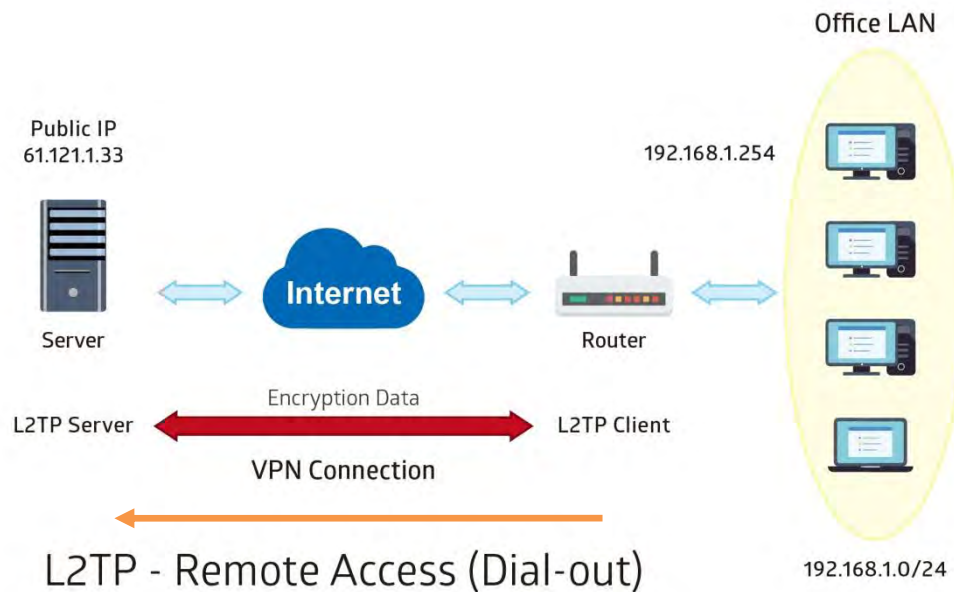 Office LAN
Public IP
61.121.1.33
192.168.1.254
Internet
Server
Router
Encryption Data
L2TP Server
L2TP Client
VPN Connection
L2TP - Remote Access (Dial-out)
192.168.1.0/24